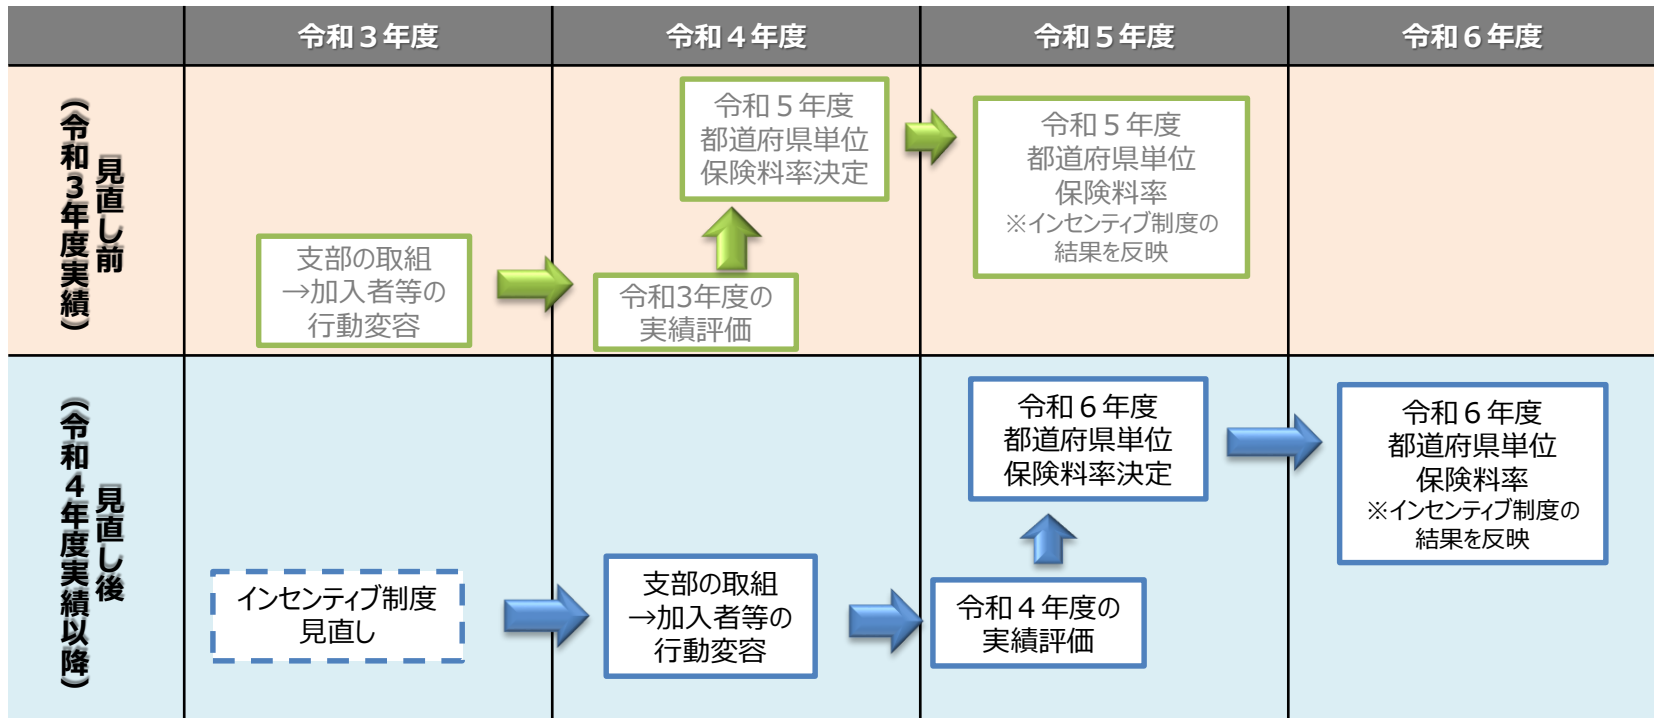 令和３年度
令和４年度
令和５年度
令和６年度
見直し前
（令和３年度実績）
支部の取組
→加入者等の
行動変容
令和3年度の
実績評価
令和５年度
都道府県単位
保険料率決定
令和５年度
都道府県単位
保険料率
※インセンティブ制度の
結果を反映
見直し後
（令和４年度実績以降）
インセンティブ制度
見直し
支部の取組
→加入者等の
行動変容
令和４年度の
実績評価
令和６年度
都道府県単位
保険料率決定
令和６年度
都道府県単位
保険料率
※インセンティブ制度の
結果を反映